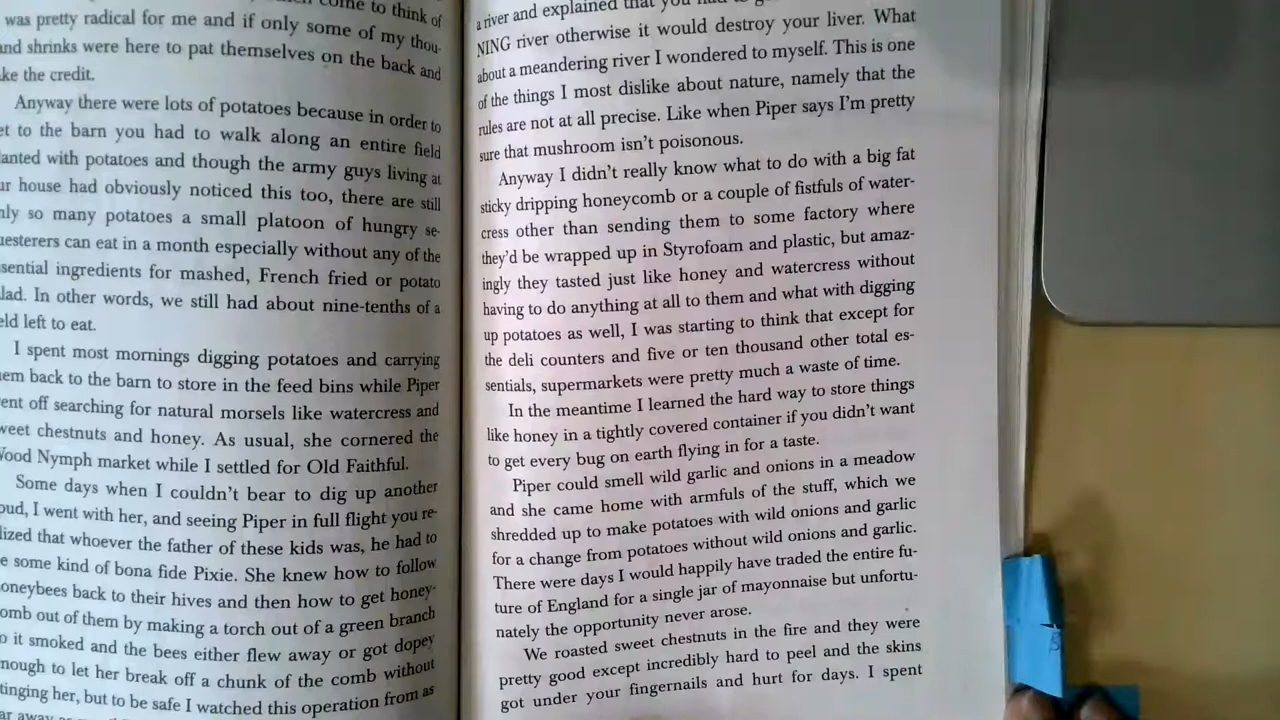 come to think of
was pretty radical for me and if only some of my thou-
and shrinks were here to pat themselves on the back and
ke the credit.
Anyway there were lots of potatoes because in order to
et to the barn you had to walk along an entire field
lanted with potatoes and though the army guys living at
ur house had obviously noticed this too, there are still
nly so many potatoes a small platoon of hungry se-
uesterers can eat in a month especially without any of the
sential ingredients for mashed, French fried or potato
lad. In other words, we still had about nine-tenths of a
eld left to eat.
I spent most mornings digging potatoes and carrying
em back to the barn to store in the feed bins while Piper
ent off searching for natural morsels like watercress and
weet chestnuts and honey. As usual, she cornered the
Wood Nymph market while I settled for Old Faithful.
Some days when I couldn't bear to dig up another
oud, I went with her, and seeing Piper in full flight you re-
lized that whoever the father of these kids was, he had to
e some kind of bona fide Pixie. She knew how to follow
oneybees back to their hives and then how to get honey-
omb out of them by making a torch out of a green branch
o it smoked and the bees either flew away or got dopey
nough to let her break off a chunk of the comb without
tinging her, but to be safe I watched this operation from as
ar away as
a river and explained that you had to
NING river otherwise it would destroy your liver. What
about a meandering river I wondered to myself. This is one
of the things I most dislike about nature, namely that the
rules are not at all precise. Like when Piper says I'm pretty
sure that mushroom isn't poisonous.
Anyway I didn't really know what to do with a big fat
sticky dripping honeycomb or a couple of fistfuls of water-
cress other than sending them to some factory where
they'd be wrapped up in Styrofoam and plastic, but amaz-
ingly they tasted just like honey and watercress without
having to do anything at all to them and what with digging
up potatoes as well, I was starting to think that except for
the deli counters and five or ten thousand other total es-
sentials, supermarkets were pretty much a waste of time.
In the meantime I learned the hard way to store things
like honey in a tightly covered container if you didn't want
to get every bug on earth flying in for a taste.
Piper could smell wild garlic and onions in a meadow
and she came home with armfuls of the stuff, which we
shredded up to make potatoes with wild onions and garlic
for a change from potatoes without wild onions and garlic.
There were days I would happily have traded the entire fu-
ture of England for a single jar of mayonnaise but unfortu-
nately the opportunity never arose.
We roasted sweet chestnuts in the fire and they were
pretty good except incredibly hard to peel and the skins
got under your fingernails and hurt for days. I spent